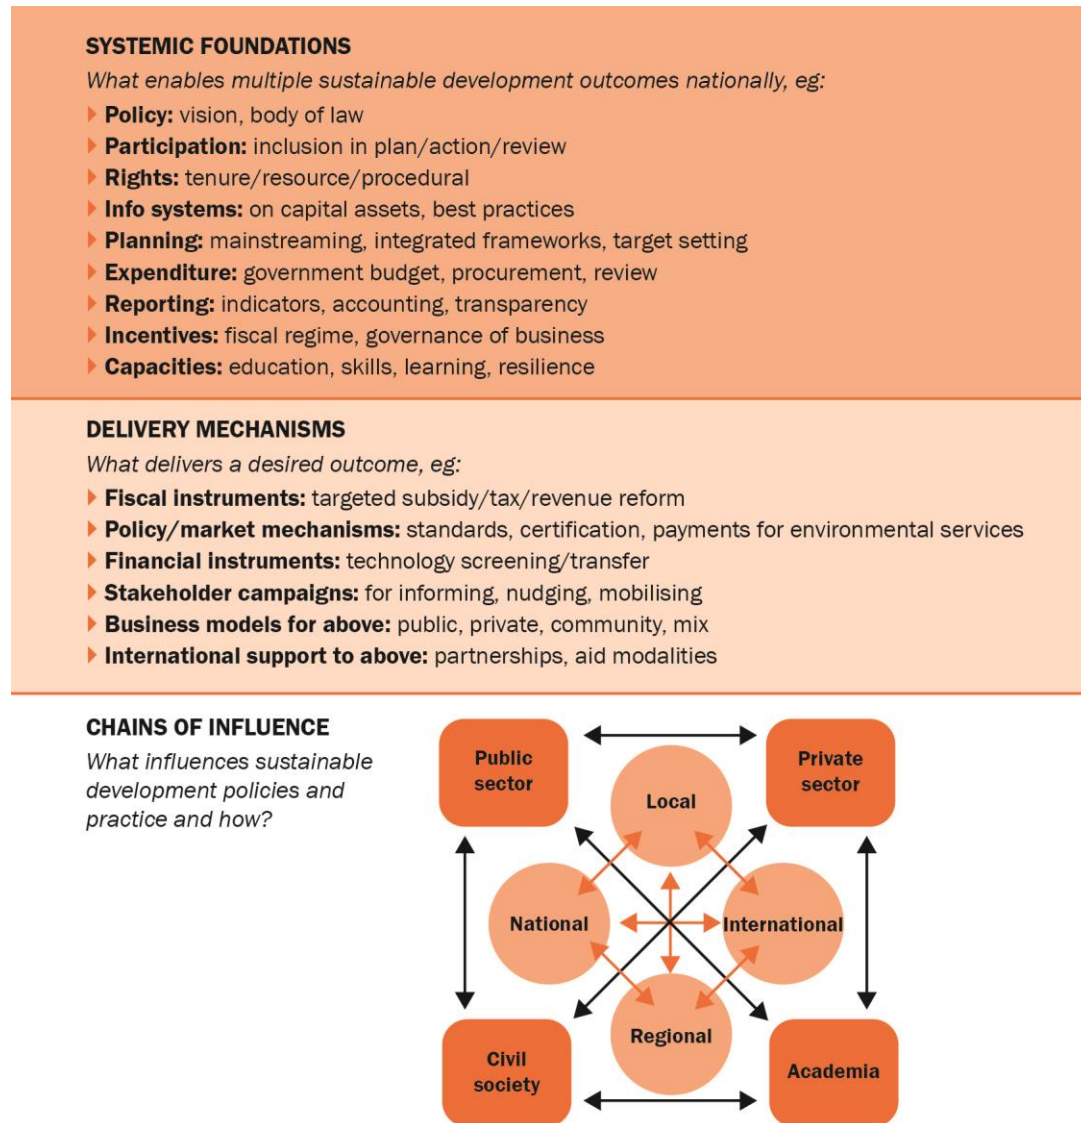 SYSTEMIC FOUNDATIONS
What enables multiple sustainable development outcomes nationally, eg:
Policy: vision, body of law
Participation: inclusion in plan/action/review
Rights: tenure/resource/procedural
Info systems: on capital assets, best practices
Planning: mainstreaming, integrated frameworks, target setting
Expenditure: government budget, procurement, review
Reporting: indicators, accounting, transparency
Incentives: fiscal regime, governance of business
Capacities: education, skills, learning, resilience
DELIVERY MECHANISMS
What delivers a desired outcome, eg:
Fiscal instruments: targeted subsidy/tax/revenue reform
Policy/market mechanisms: standards, certification, payments for environmental services
Financial instruments: technology screening/transfer
Stakeholder campaigns: for informing, nudging, mobilising
Business models for above: public, private, community, mix
International support to above: partnerships, aid modalities
CHAINS OF INFLUENCE
What influences sustainable
development policies and
practice and how?
Public
sector
Private
sector
Local
National
International
Regional
Civil
society
Academia